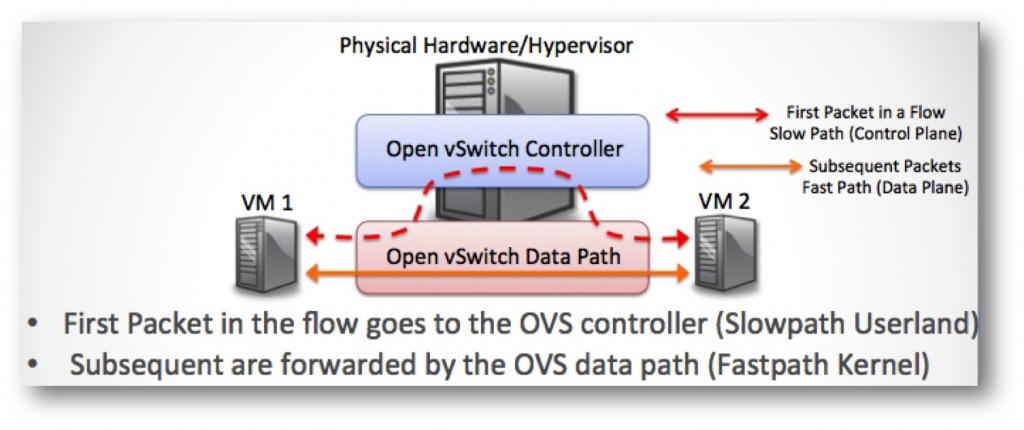 Physical Hardware/Hypervisor
First Packet in a Flow
Slow Path (Control Plane)
Open vSwitch Controller
Subsequent Packets
Fast Path (Data Plane)
VM 1
VM 2
Open vSwitch Data Path
• First Packet in the flow goes to the OVS controller (Slowpath Userland)
• Subsequent are forwarded by the OVS data path (Fastpath Kernel)